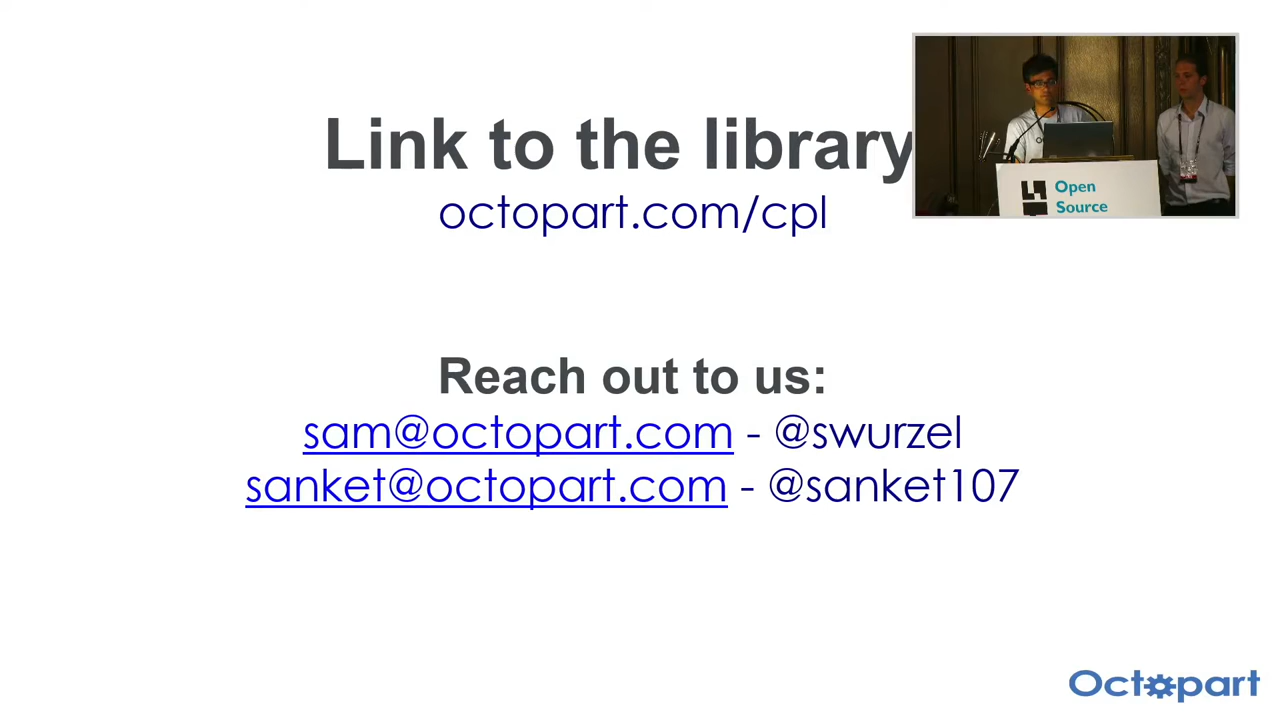 Link to the library
octopart.com/cpl
Open
Source
Reach out to us:
sam@octopart.com - @swurzel
sanket@octopart.com - @sanket107
Octopart